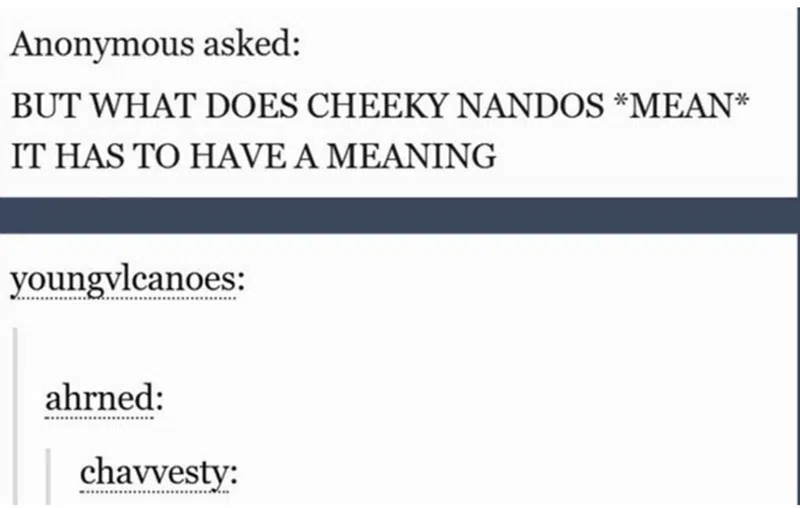 Anonymous asked:
BUT WHAT DOES CHEEKY NANDOS *MEAN*
IT HAS TO HAVE A MEANING
youngvlcanoes:
ahrned:
chavvesty: